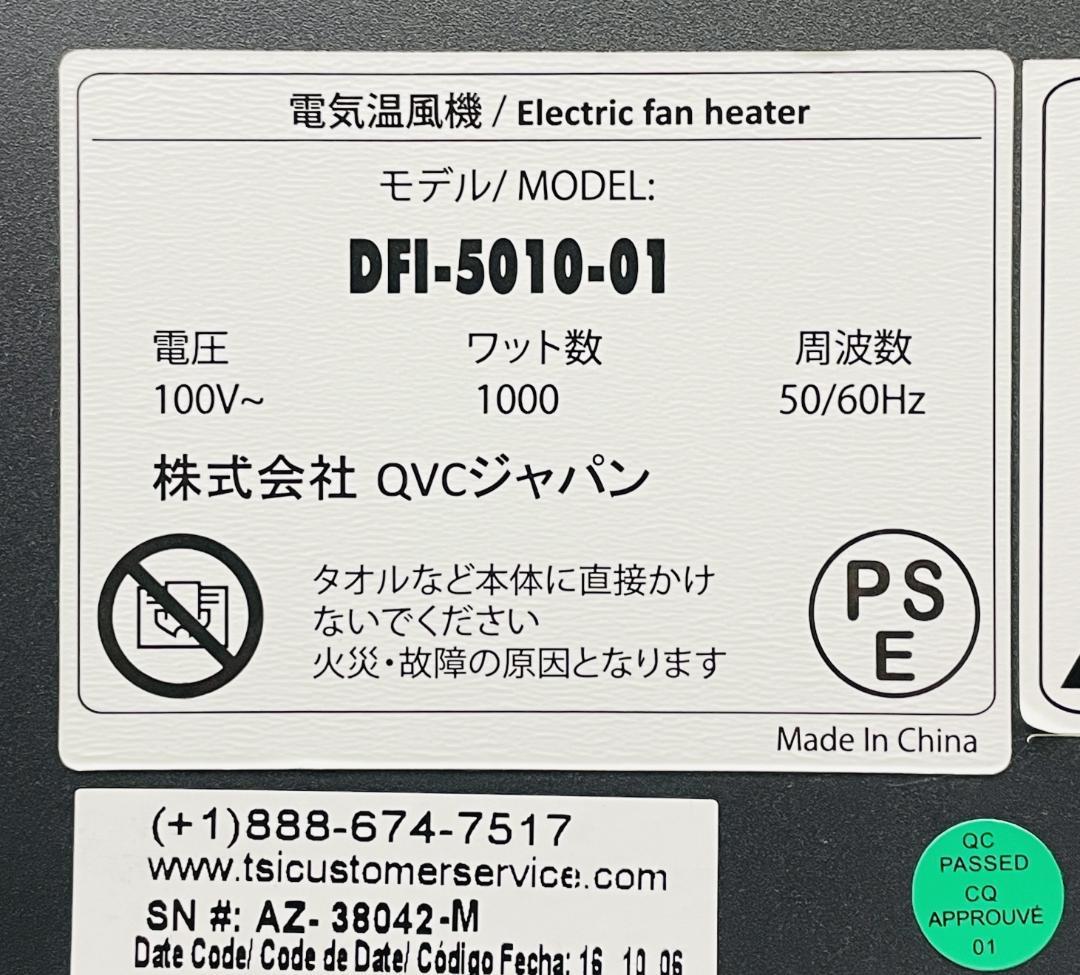 電気温風機 / Electric fan heater
モデル/ MODEL:
DFI-5010-01
電圧 ワット数 周波数
100V~ 1000 50/60Hz
株式会社 QVCジャパン
タオルなど本体に直接かけ
ないでください
火災・故障の原因となります
PS
E
Made In China
(+1)888-674-7517
www.tsicustomerservice.com
SN #: AZ- 38042-M
Date Code/ Code de Date/ Código Fecha: 16 10 06
QC
PASSED
CQ
APPROUVÉ
01